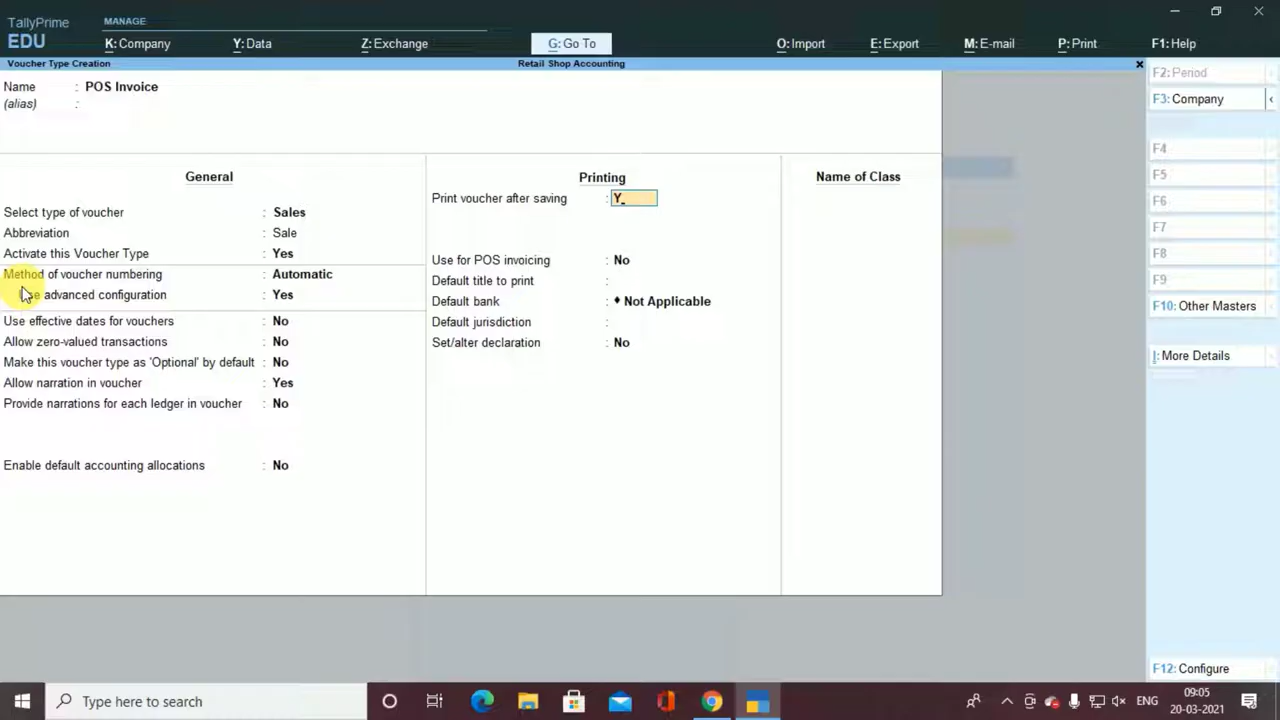 TallyPrime
EDU
MANAGE
K: Company
Y: Data
Z: Exchange
G: Go To
O: Import
E: Export
M: E-mail
P: Print
F1: Help
Voucher Type Creation
Retail Shop Accounting
×
Name : POS Invoice
(alias) :
General
Select type of voucher : Sales
Abbreviation : Sale
Activate this Voucher Type : Yes
Method of voucher numbering : Automatic
advanced configuration : Yes
Use effective dates for vouchers : No
Allow zero-valued transactions : No
Make this voucher type as 'Optional' by default : No
Allow narration in voucher : Yes
Provide narrations for each ledger in voucher : No
Enable default accounting allocations : No
Printing
Print voucher after saving : Y
Use for POS invoicing : No
Default title to print :
Default bank : ♦ Not Applicable
Default jurisdiction :
Set/alter declaration : No
Name of Class
F2: Period
F3: Company
F4
F5
F6
F7
F8
F9
F10: Other Masters
I: More Details
F12: Configure
Type here to search
ENG
09:05
20-03-2021